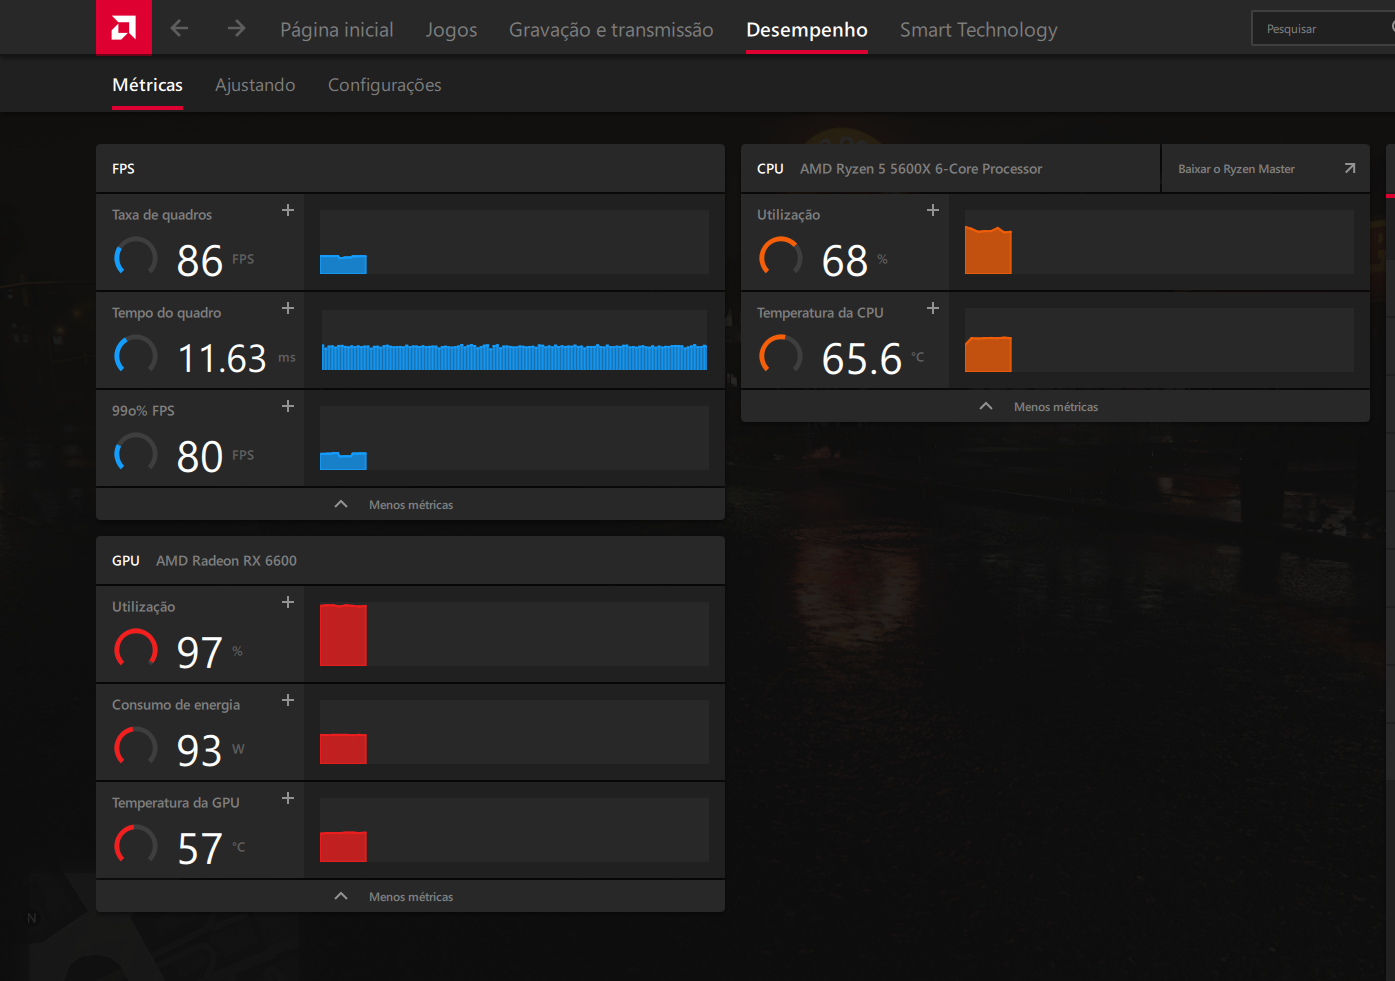 Página inicial Jogos Gravação e transmissão Desempenho Smart Technology Pesquisar
Métricas Ajustando Configurações
FPS
Taxa de quadros
86 FPS
Tempo do quadro
11.63 ms
99o% FPS
80 FPS
Menos métricas
GPU AMD Radeon RX 6600
Utilização
97 %
Consumo de energia
93 W
Temperatura da GPU
57 °C
Menos métricas
CPU AMD Ryzen 5 5600X 6-Core Processor Baixar o Ryzen Master
Utilização
68 %
Temperatura da CPU
65.6 °C
Menos métricas
N